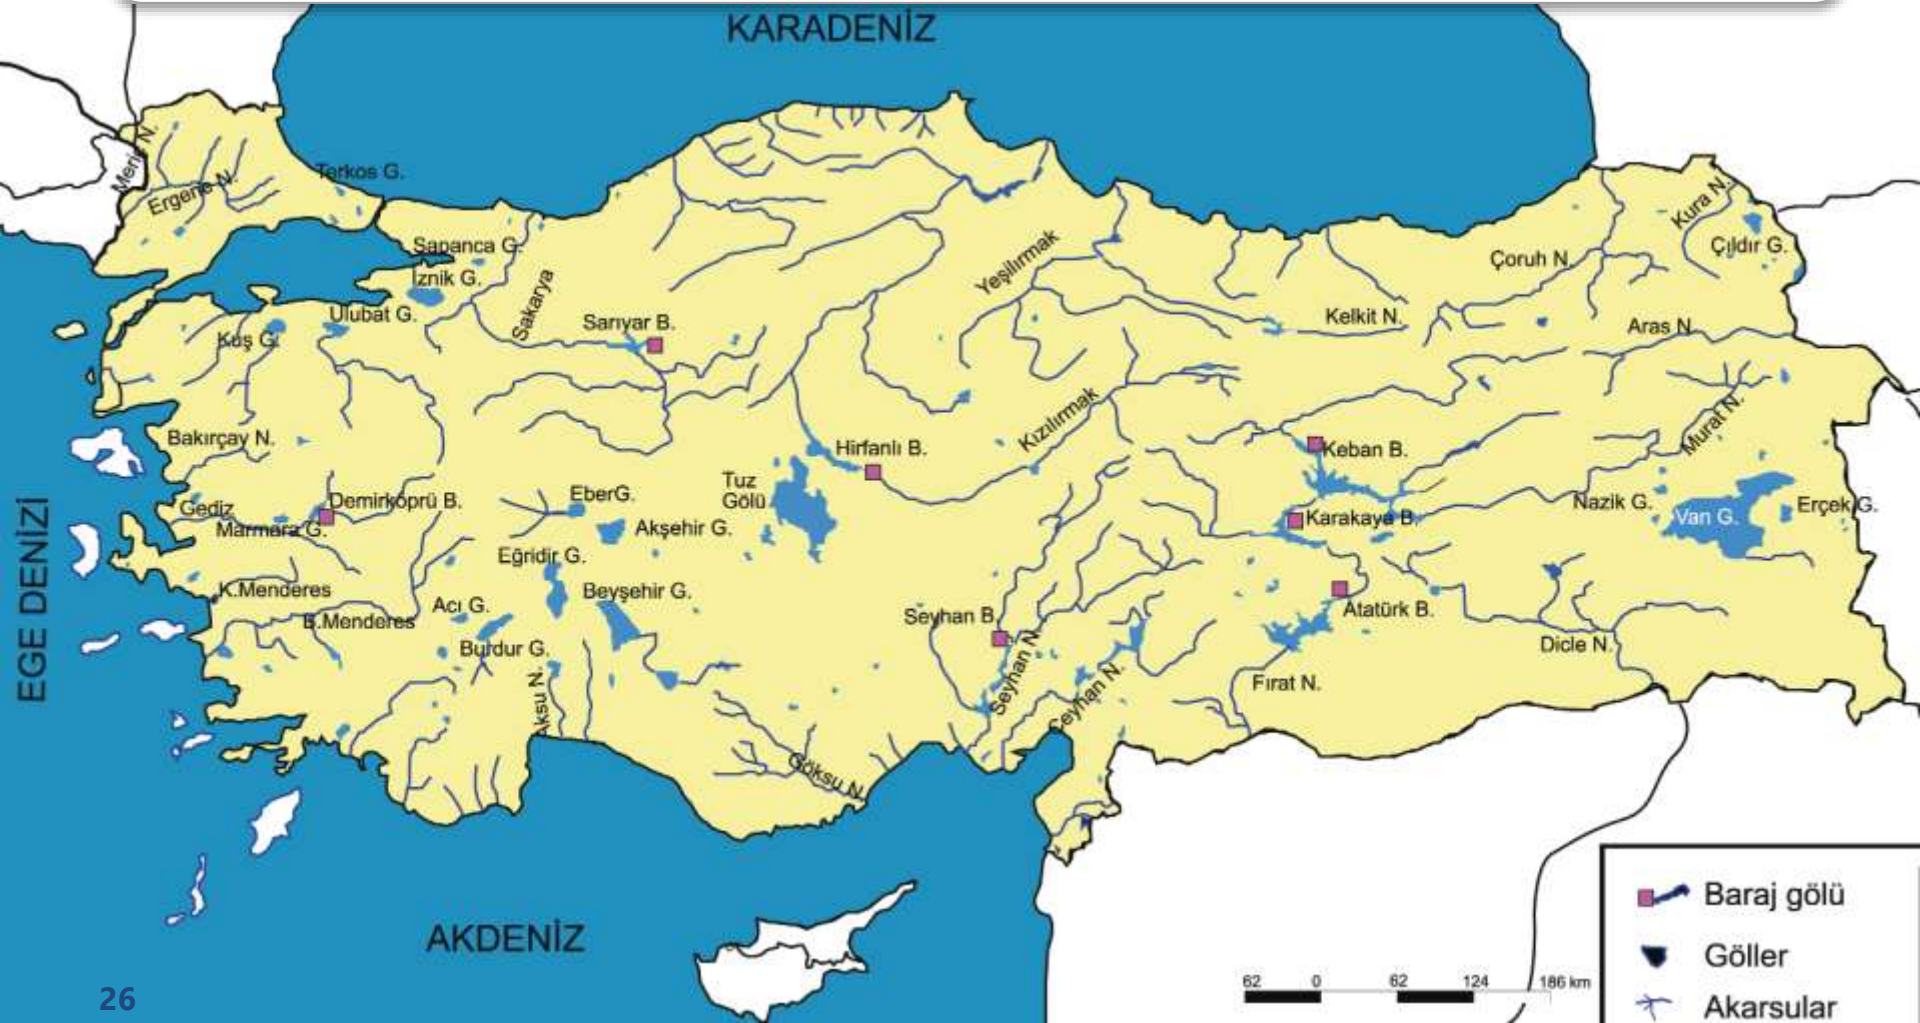 KARADENİZ
Meriç N.
Ergene N.
Terkos G.
Sapanca G.
İznik G.
Sakarya
Ulubat G.
Kuş G.
Sarıyar B.
Yeşilırmak
Kelkit N.
Çoruh N.
Kura N.
Çıldır G.
Aras N
Bakırçay N.
Hirfanlı B.
Kızılırmak
Keban B.
Murat N.
Tuz
Gölü
Gediz
Demirköprü B.
Marmara G.
EberG.
Akşehir G.
Karakaya B.
Nazik G.
Van G.
Erçek G.
EGE DENİZİ
Eğridir G.
Beyşehir G.
K.Menderes
B.Menderes
Acı G.
Burdur G.
Seyhan B.
Atatürk B.
Seyhan N.
Ceyhan N.
Dicle N.
Fırat N.
Aksu N.
Göksu N.
AKDENİZ
62 0 62 124 186 km
Baraj gölü
Göller
Akarsular
26